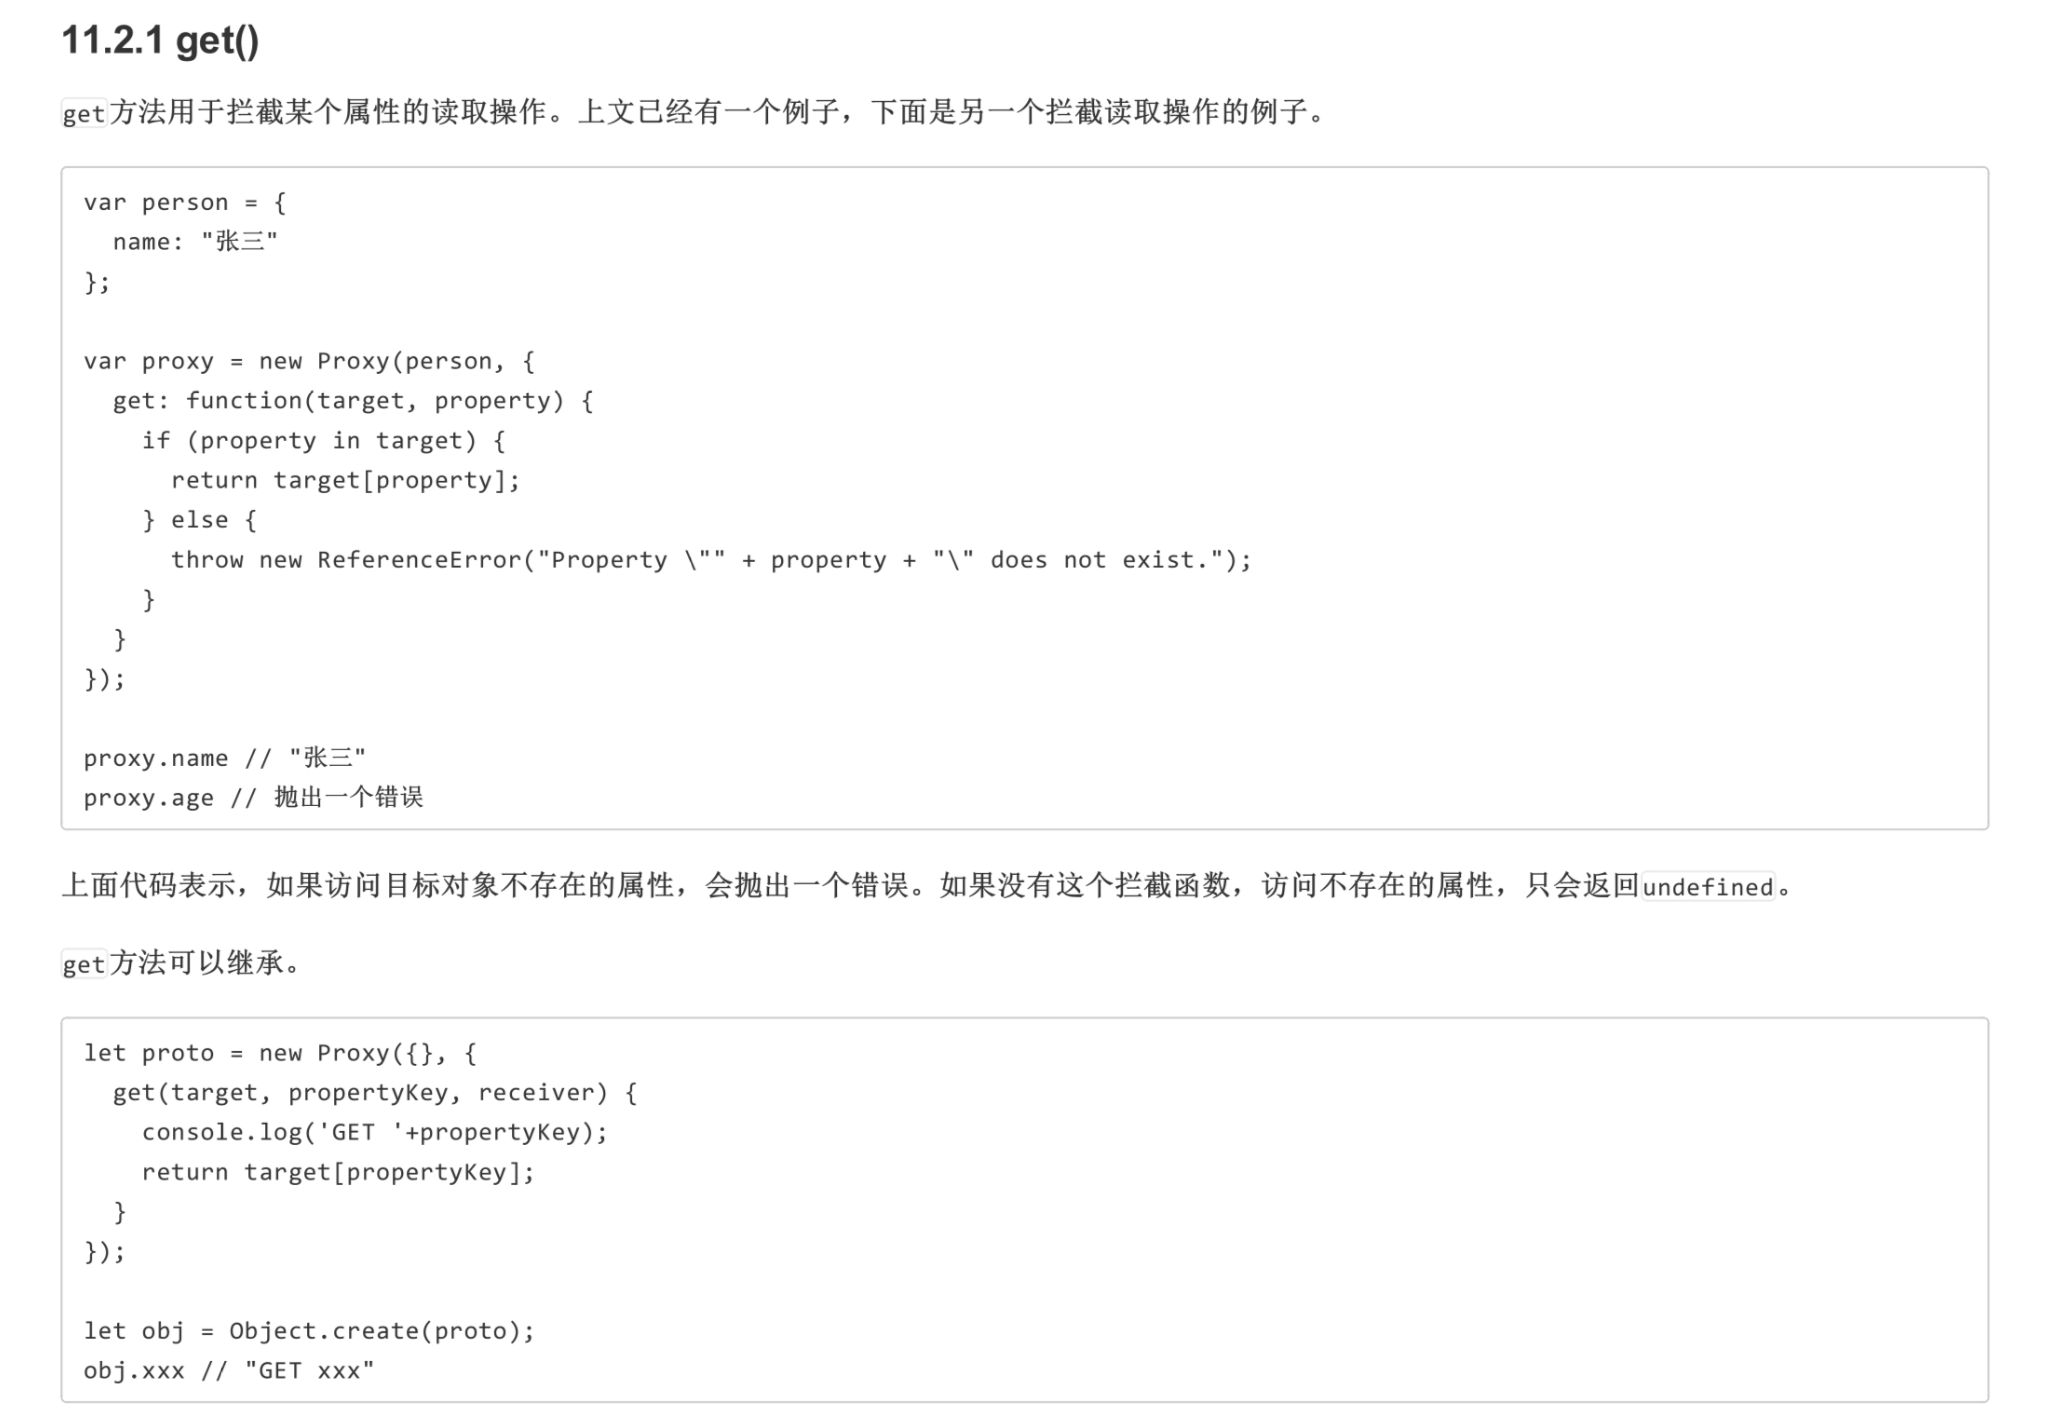 11.2.1 get()
get方法用于拦截某个属性的读取操作。上文已经有一个例子，下面是另一个拦截读取操作的例子。
var person = {
  name: "张三"
};

var proxy = new Proxy(person, {
  get: function(target, property) {
    if (property in target) {
      return target[property];
    } else {
      throw new ReferenceError("Property \"" + property + "\" does not exist.");
    }
  }
});

proxy.name // "张三"
proxy.age // 抛出一个错误
上面代码表示，如果访问目标对象不存在的属性，会抛出一个错误。如果没有这个拦截函数，访问不存在的属性，只会返回undefined。
get方法可以继承。
let proto = new Proxy({}, {
  get(target, propertyKey, receiver) {
    console.log('GET '+propertyKey);
    return target[propertyKey];
  }
});

let obj = Object.create(proto);
obj.xxx // "GET xxx"